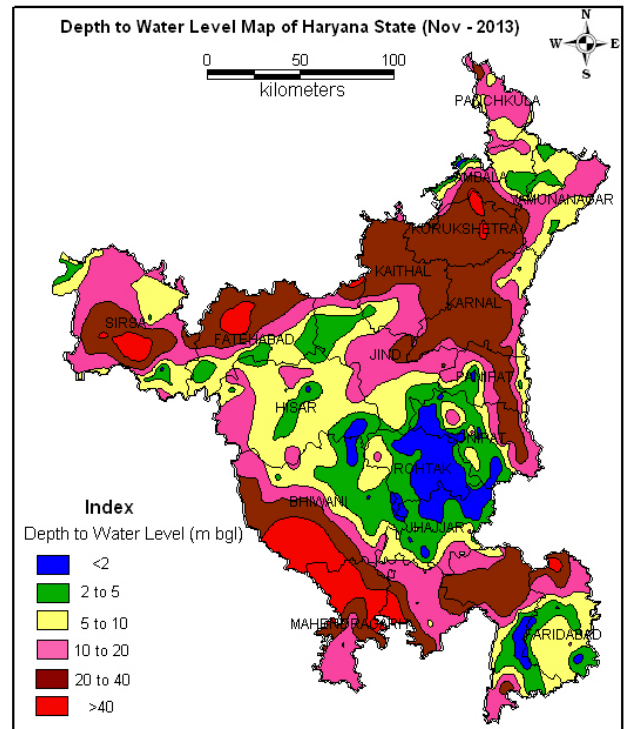 Depth to Water Level Map of Haryana State (Nov - 2013)
N
W E
S
0 50 100
kilometers
PANCHKULA
AMBALA
YAMUNANAGAR
KURUKSHETRA
KAITHAL
KARNAL
SIRSA
FATEHABAD
JIND
PANIPAT
HISAR
SONIPAT
ROHTAK
BHIWANI
JHAJJAR
MAHENDRAGARH
FARIDABAD
Index
Depth to Water Level (m bgl)
<2
2 to 5
5 to 10
10 to 20
20 to 40
>40